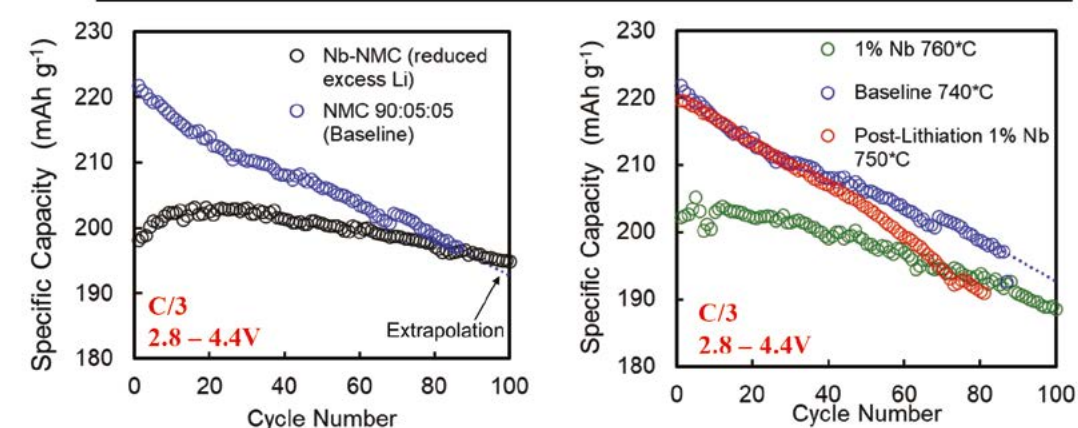 230
220
210
200
190
180
0
20
40
60
80
100
Specific Capacity (mAh g-1)
Cycle Number
Nb-NMC (reduced
excess Li)
NMC 90:05:05
(Baseline)
C/3
2.8 – 4.4V
Extrapolation
230
220
210
200
190
180
0
20
40
60
80
100
Specific Capacity (mAh g-1)
Cycle Number
1% Nb 760*C
Baseline 740*C
Post-Lithiation 1% Nb
750*C
C/3
2.8 – 4.4V